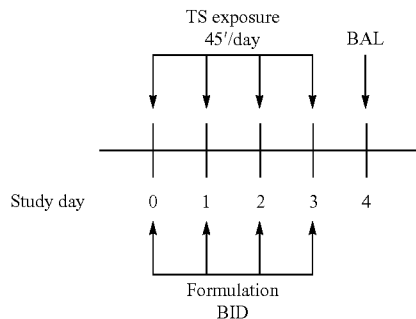 TS exposure
45'/day
BAL
Study day 0 1 2 3 4
Formulation
BID